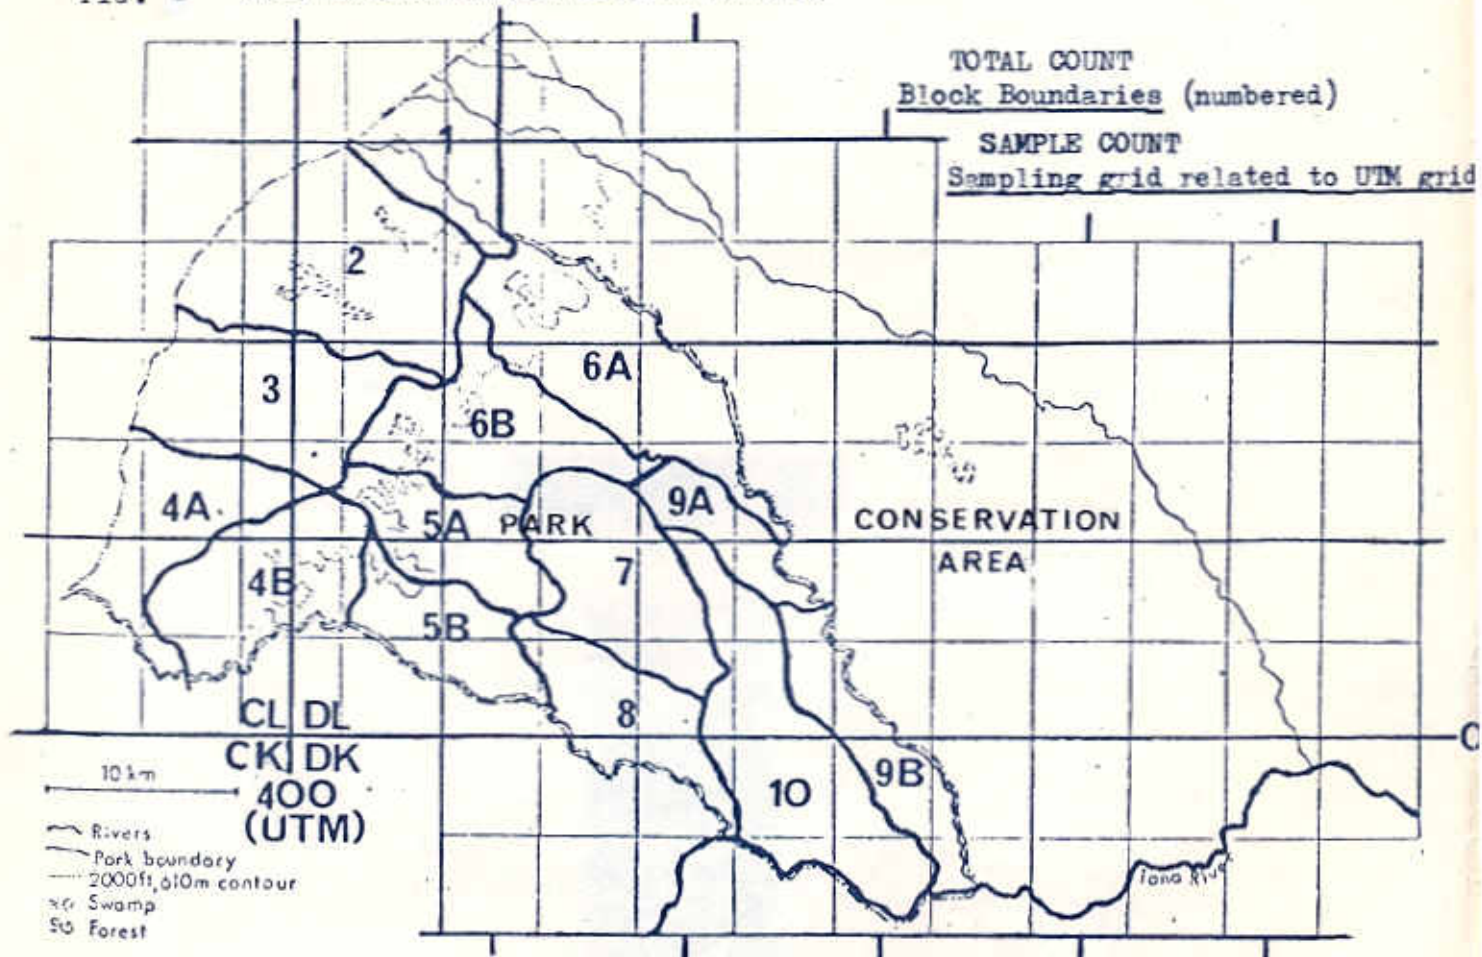 TOTAL COUNT
Block Boundaries (numbered)
SAMPLE COUNT
Sampling grid related to UTM grid
1
2
3
6A
6B
4A
5A
PARK
9A
CONSERVATION
AREA
7
4B
5B
8
CL DL
CK DK
400
(UTM)
10
9B
10 km
Rivers
Park boundary
2000ft, 610m contour
Swamp
Forest
Tana River